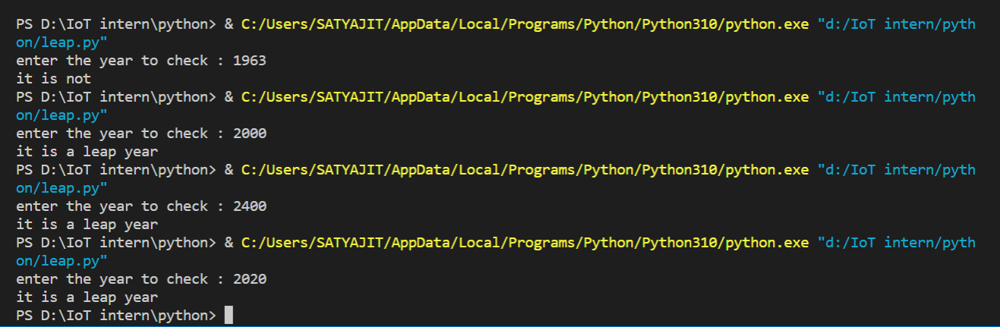 PS D:\IoT intern\python> & C:/Users/SATYAJIT/AppData/Local/Programs/Python/Python310/python.exe "d:/IoT intern/pyth
on/leap.py"
enter the year to check : 1963
it is not
PS D:\IoT intern\python> & C:/Users/SATYAJIT/AppData/Local/Programs/Python/Python310/python.exe "d:/IoT intern/pyth
on/leap.py"
enter the year to check : 2000
it is a leap year
PS D:\IoT intern\python> & C:/Users/SATYAJIT/AppData/Local/Programs/Python/Python310/python.exe "d:/IoT intern/pyth
on/leap.py"
enter the year to check : 2400
it is a leap year
PS D:\IoT intern\python> & C:/Users/SATYAJIT/AppData/Local/Programs/Python/Python310/python.exe "d:/IoT intern/pyth
on/leap.py"
enter the year to check : 2020
it is a leap year
PS D:\IoT intern\python>